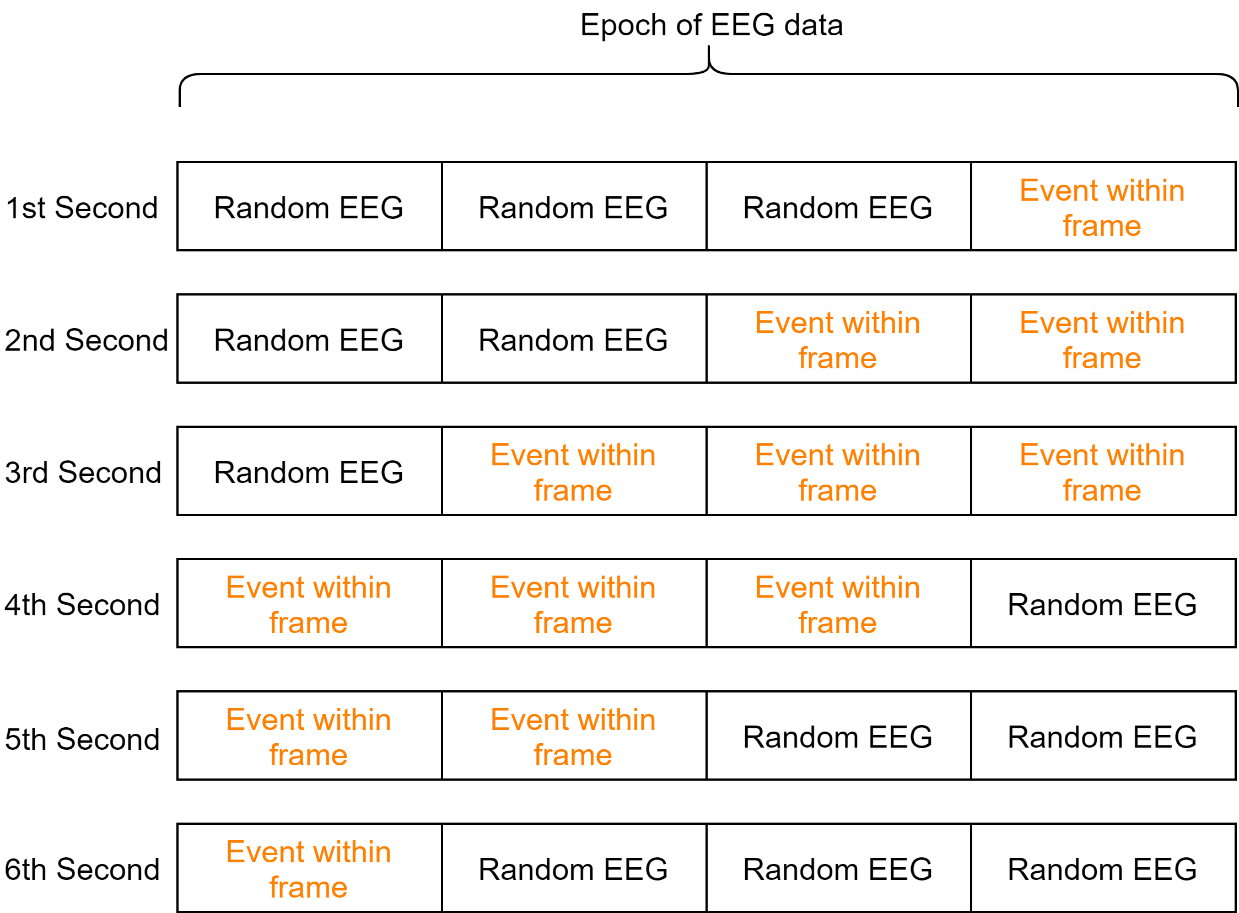 Epoch of EEG data
1st Second
Random EEG
Random EEG
Random EEG
Event within
frame
2nd Second
Random EEG
Random EEG
Event within
frame
Event within
frame
3rd Second
Random EEG
Event within
frame
Event within
frame
Event within
frame
4th Second
Event within
frame
Event within
frame
Event within
frame
Random EEG
5th Second
Event within
frame
Event within
frame
Random EEG
Random EEG
6th Second
Event within
frame
Random EEG
Random EEG
Random EEG